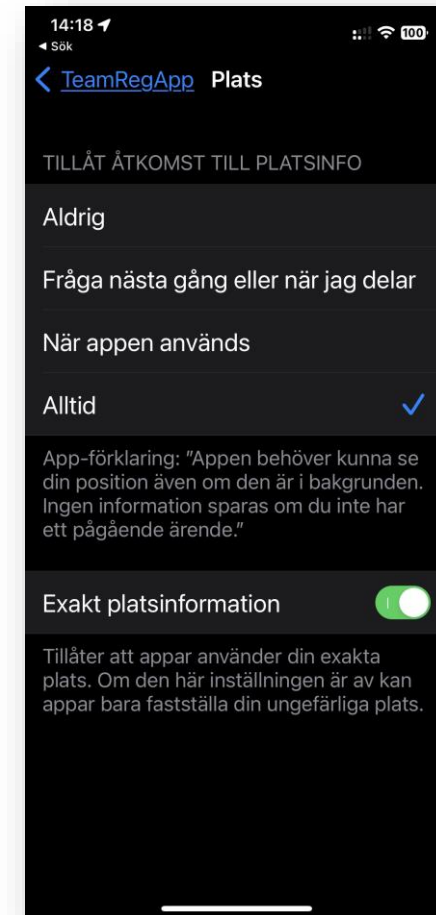 14:18
100
◀ Sök
TeamRegApp Plats
TILLÅT ÅTKOMST TILL PLATSINFO
Aldrig
Fråga nästa gång eller när jag delar
När appen används
Alltid
App-förklaring: ”Appen behöver kunna se
din position även om den är i bakgrunden.
Ingen information sparas om du inte har
ett pågående ärende.”
Exakt platsinformation
Tillåter att appar använder din exakta
plats. Om den här inställningen är av kan
appar bara fastställa din ungefärliga plats.